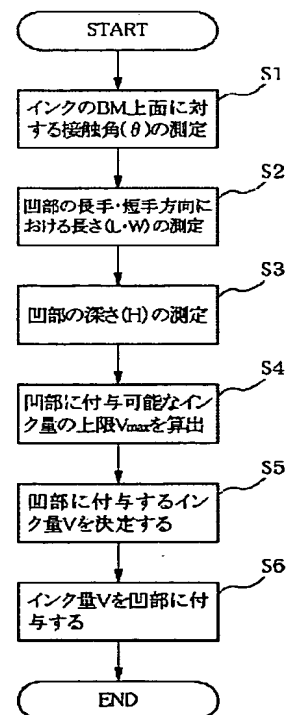 START
S1
インクのBM上面に対
する接触角(θ)の測定
S2
凹部の長手・短手方向に
おける長さ(L・W)の測定
S3
凹部の深さ(H)の測定
S4
凹部に付与可能なイン
ク量の上限Vmaxを算出
S5
凹部に付与するイン
ク量Vを決定する
S6
インク量Vを凹部に付
与する
END